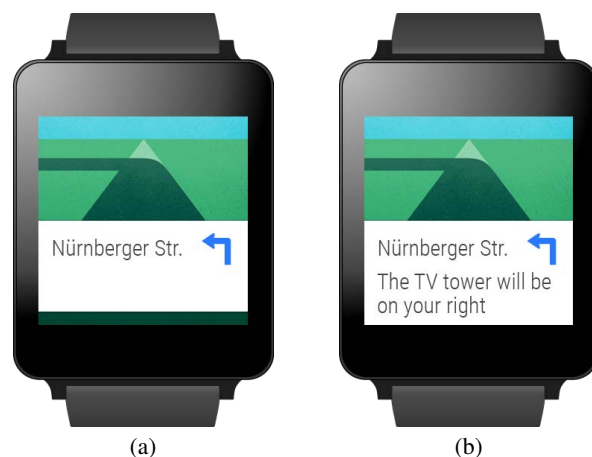 Nürnberger Str.
Nürnberger Str.
The TV tower will be
on your right
(a)
(b)